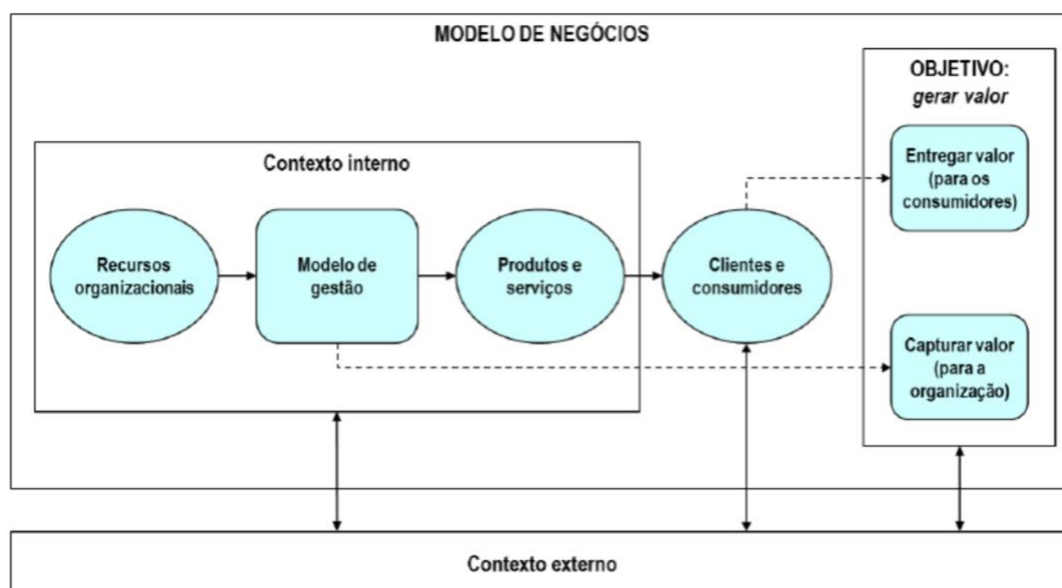 MODELO DE NEGÓCIOS
OBJETIVO:
gerar valor
Contexto interno
Entregar valor
(para os
consumidores)
Recursos
organizacionais
Modelo de
gestão
Produtos e
serviços
Clientes e
consumidores
Capturar valor
(para a
organização)
Contexto externo